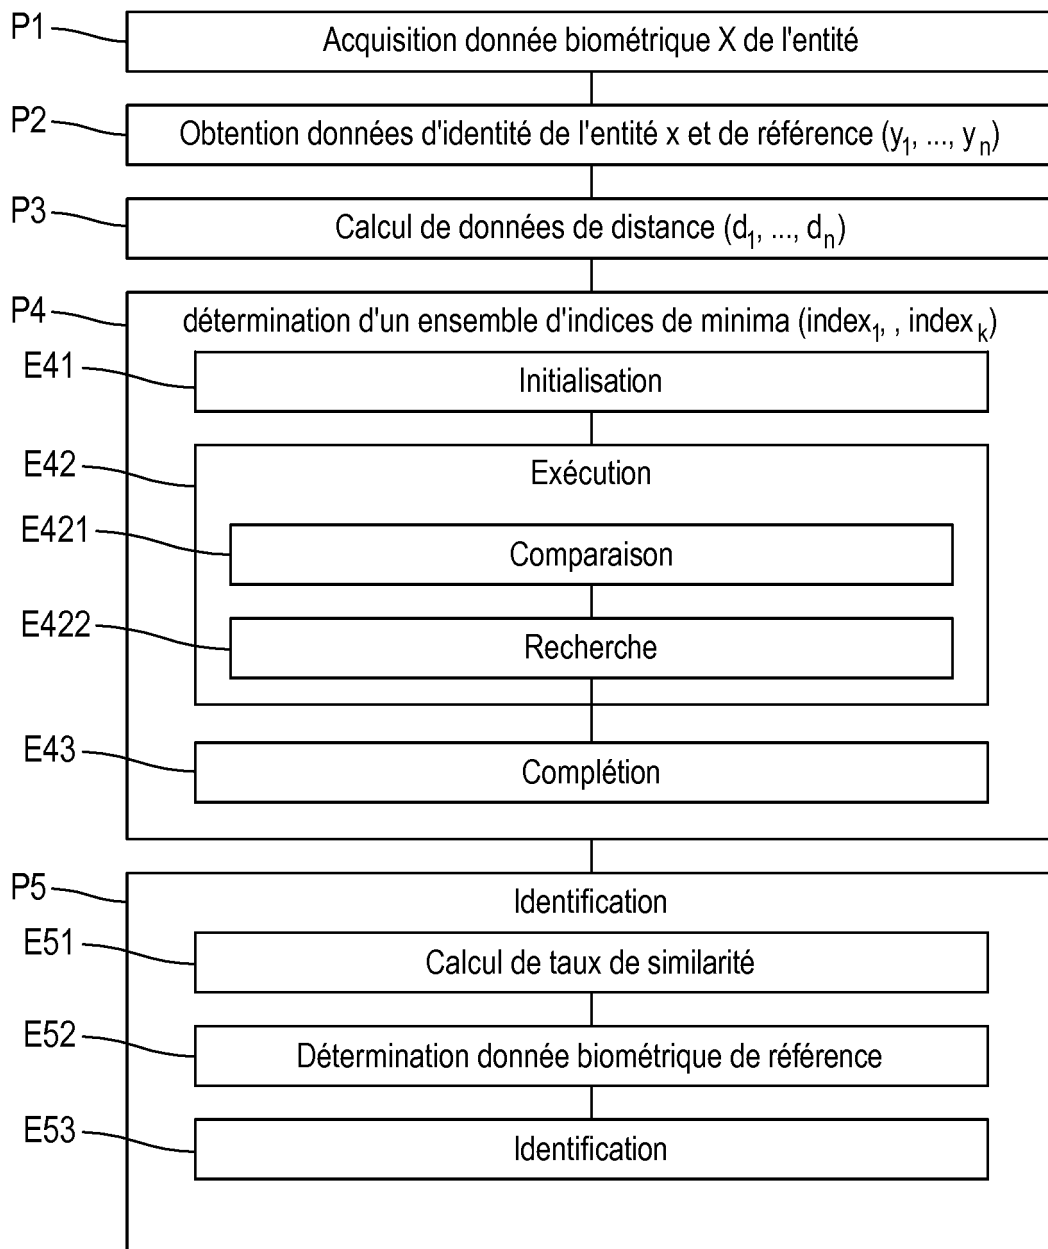 P1 Acquisition donnée biométrique X de l'entité
P2 Obtention données d'identité de l'entité x et de référence (y₁, ..., yₙ)
P3 Calcul de données de distance (d₁, ..., dₙ)
P4 détermination d'un ensemble d'indices de minima (index₁, , indexₖ)
E41 Initialisation
E42 Exécution
E421 Comparaison
E422 Recherche
E43 Complétion
P5 Identification
E51 Calcul de taux de similarité
E52 Détermination donnée biométrique de référence
E53 Identification